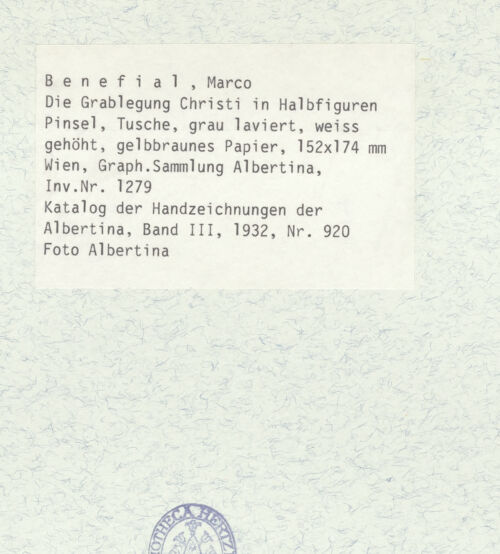 B e n e f i a l , Marco
Die Grablegung Christi in Halbfiguren
Pinsel, Tusche, grau laviert, weiss
gehöht, gelbbraunes Papier, 152x174 mm
Wien, Graph.Sammlung Albertina,
Inv.Nr. 1279
Katalog der Handzeichnungen der
Albertina, Band III, 1932, Nr. 920
Foto Albertina